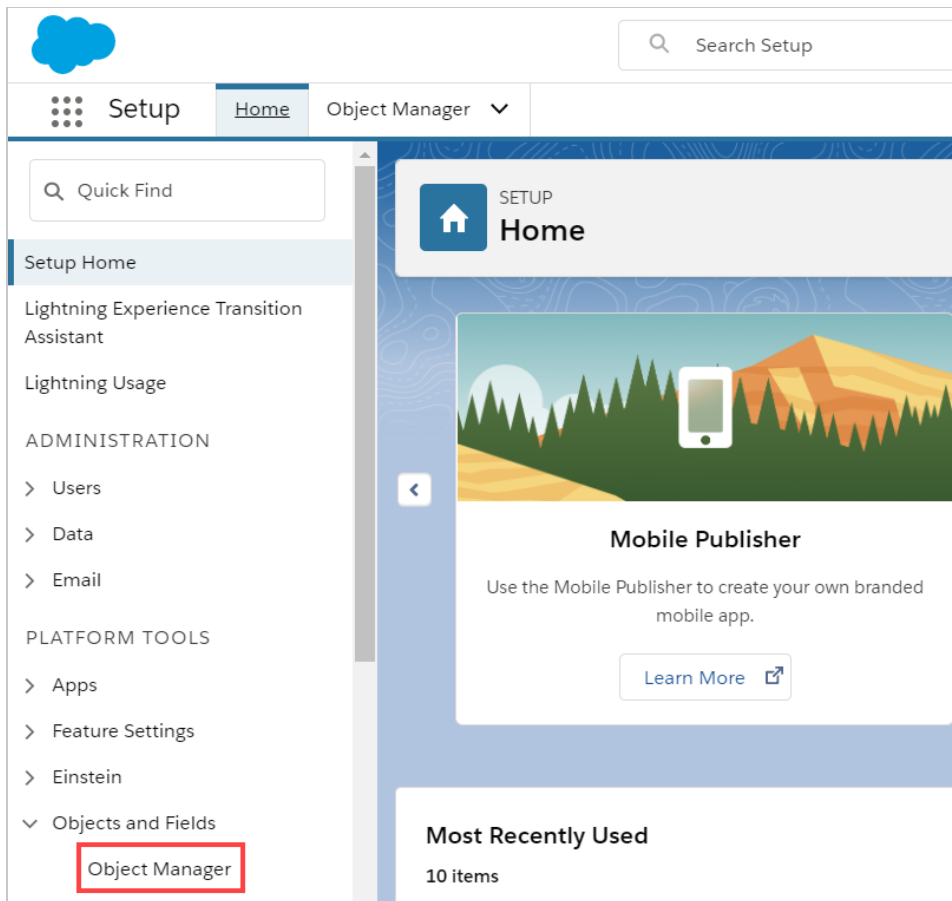 Search Setup
Setup
Home
Object Manager
Quick Find
Setup Home
Lightning Experience Transition
Assistant
Lightning Usage
ADMINISTRATION
Users
Data
Email
PLATFORM TOOLS
Apps
Feature Settings
Einstein
Objects and Fields
Object Manager
SETUP
Home
Mobile Publisher
Use the Mobile Publisher to create your own branded
mobile app.
Learn More
Most Recently Used
10 items